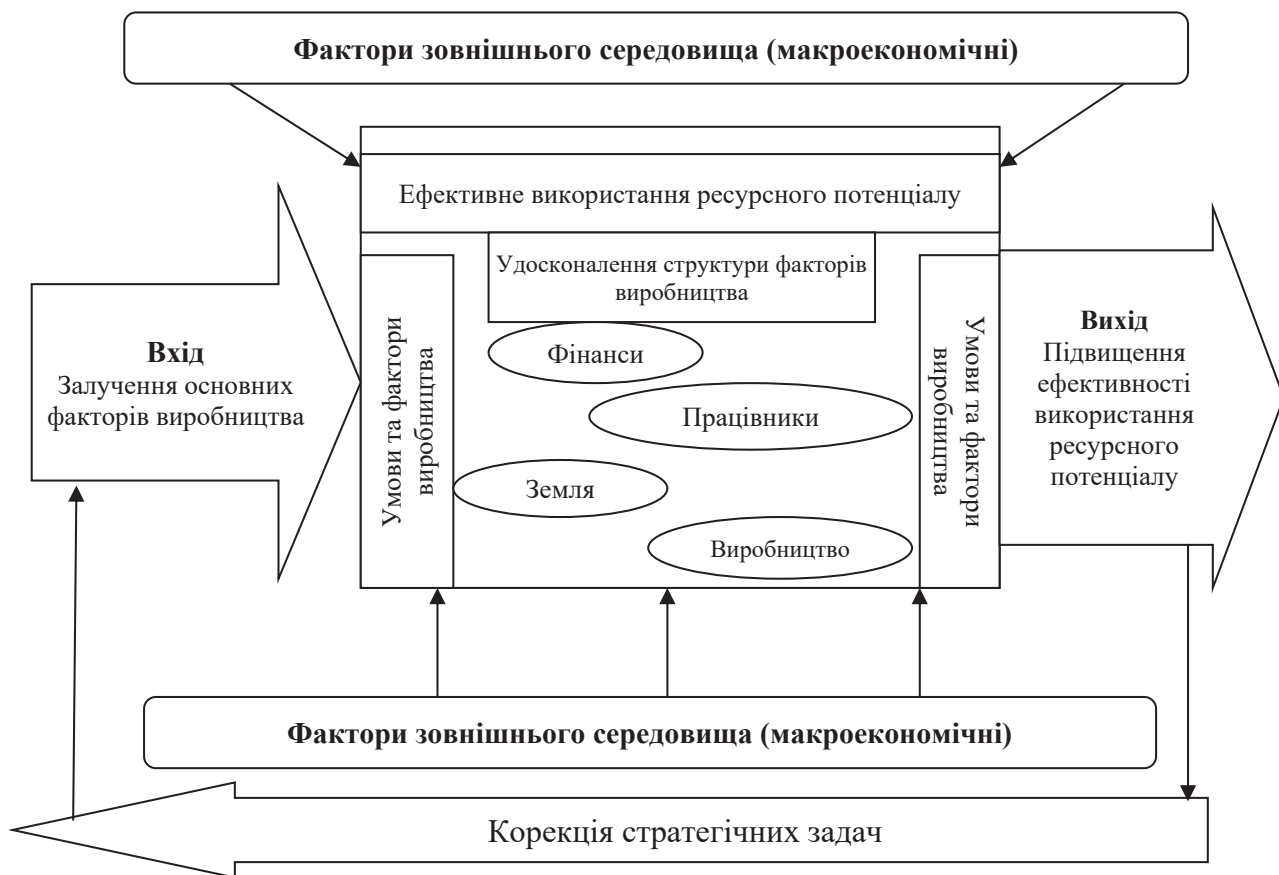 Фактори зовнішнього середовища (макроекономічні)
Ефективне використання ресурсного потенціалу
Удосконалення структури факторів
виробництва
Вхід
Залучення основних
факторів виробництва
Умови та фактори
виробництва
Фінанси
Працівники
Земля
Виробництво
Умови та фактори
виробництва
Вихід
Підвищення
ефективності
використання
ресурсного
потенціалу
Фактори зовнішнього середовища (макроекономічні)
Корекція стратегічних задач